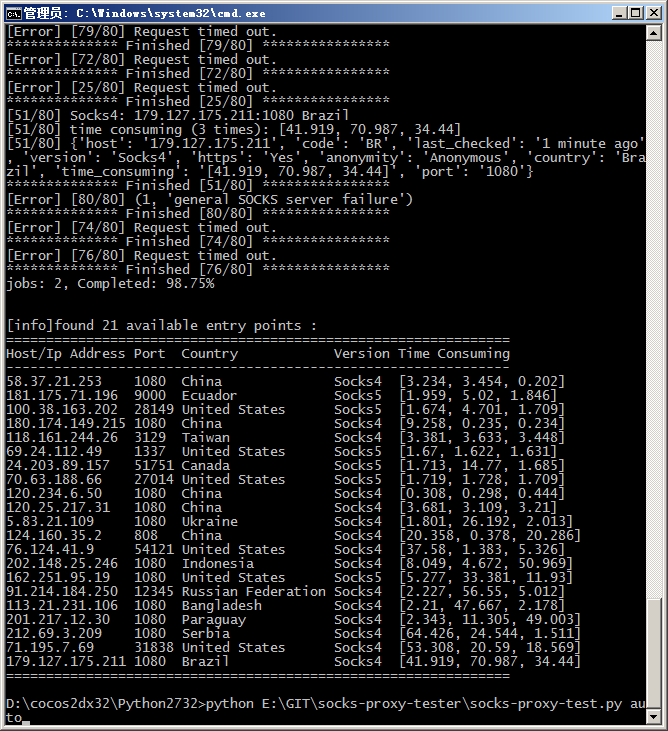 管理员: C:\Windows\system32\cmd.exe
[Error] [79/80] Request timed out.
************** Finished [79/80] ****************
[Error] [72/80] Request timed out.
************** Finished [72/80] ****************
[Error] [25/80] Request timed out.
************** Finished [25/80] ****************
[51/80] Socks4: 179.127.175.211:1080 Brazil
[51/80] time consuming (3 times): [41.919, 70.987, 34.44]
[51/80] {'host': '179.127.175.211', 'code': 'BR', 'last_checked': '1 minute ago'
, 'version': 'Socks4', 'https': 'Yes', 'anonymity': 'Anonymous', 'country': 'Bra
zil', 'time_consuming': '[41.919, 70.987, 34.44]', 'port': '1080'}
************** Finished [51/80] ****************
[Error] [80/80] (1, 'general SOCKS server failure')
************** Finished [80/80] ****************
[Error] [74/80] Request timed out.
************** Finished [74/80] ****************
[Error] [76/80] Request timed out.
************** Finished [76/80] ****************
jobs: 2, Completed: 98.75%
[info]found 21 available entry points :
===============================================================
Host/Ip Address Port  Country            Version Time Consuming
---------------------------------------------------------------
58.37.21.253    1080  China              Socks4  [3.234, 3.454, 0.202]
181.175.71.196  9000  Ecuador            Socks5  [1.959, 5.02, 1.846]
100.38.163.202  28149 United States      Socks5  [1.674, 4.701, 1.709]
180.174.149.215 1080  China              Socks4  [9.258, 0.235, 0.234]
118.161.244.26  3129  Taiwan             Socks4  [3.381, 3.633, 3.448]
69.24.112.49    1337  United States      Socks5  [1.67, 1.622, 1.631]
24.203.89.157   51751 Canada             Socks5  [1.713, 14.77, 1.685]
70.63.188.66    27014 United States      Socks5  [1.719, 1.728, 1.709]
120.234.6.50    1080  China              Socks4  [0.308, 0.298, 0.444]
120.25.217.31   1080  China              Socks4  [3.681, 3.109, 3.21]
5.83.21.109     1080  Ukraine            Socks4  [1.801, 26.192, 2.013]
124.160.35.2    808   China              Socks4  [20.358, 0.378, 20.286]
76.124.41.9     54121 United States      Socks4  [37.58, 1.383, 5.326]
202.148.25.246  1080  Indonesia          Socks4  [8.049, 4.672, 50.969]
162.251.95.19   1080  United States      Socks5  [5.277, 33.381, 11.93]
91.214.184.250  12345 Russian Federation Socks4  [2.227, 56.55, 5.012]
113.21.231.106  1080  Bangladesh         Socks4  [2.21, 47.667, 2.178]
201.217.12.30   1080  Paraguay           Socks4  [2.343, 11.305, 49.003]
212.69.3.209    1080  Serbia             Socks4  [64.426, 24.544, 1.511]
71.195.7.69     31838 United States      Socks4  [53.308, 20.59, 18.569]
179.127.175.211 1080  Brazil             Socks4  [41.919, 70.987, 34.44]
===============================================================
D:\cocos2dx32\Python2732>python E:\GIT\socks-proxy-tester\socks-proxy-test.py au
to_